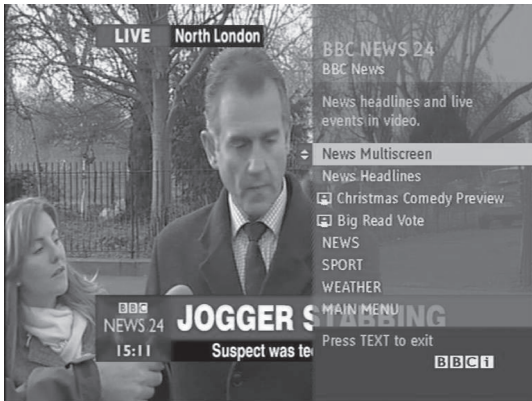 LIVE North London
BBC NEWS 24
BBC News
News headlines and live
events in video.
News Multiscreen
News Headlines
Christmas Comedy Preview
Big Read Vote
NEWS
SPORT
WEATHER
MAIN MENU
Press TEXT to exit
BBCi
BBC
NEWS 24
15:11
JOGGER STABBING
Suspect was